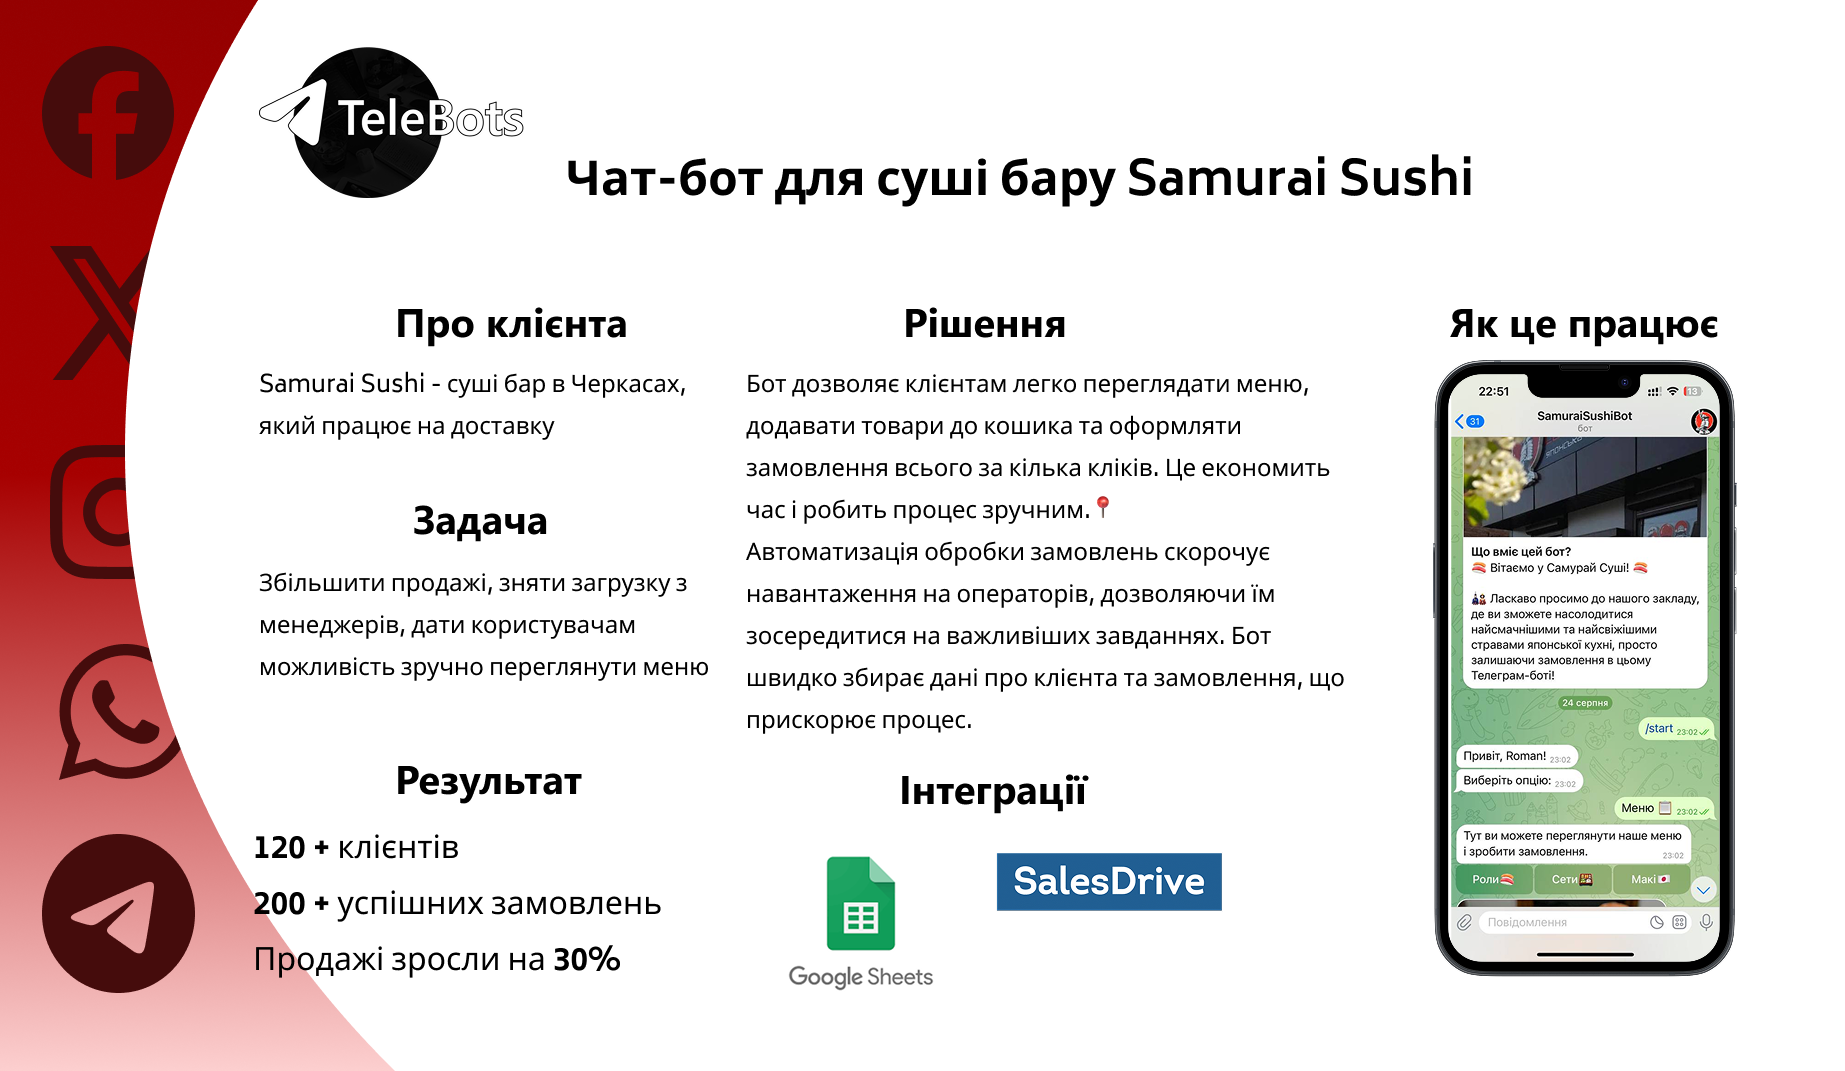 TeleBots
Чат-бот для суші бару Samurai Sushi
Про клієнта
Samurai Sushi - суші бар в Черкасах,
який працює на доставку
Задача
Збільшити продажі, зняти загрузку з
менеджерів, дати користувачам
можливість зручно переглянути меню
Результат
120 + клієнтів
200 + успішних замовлень
Продажі зросли на 30%
Рішення
Бот дозволяє клієнтам легко переглядати меню,
додавати товари до кошика та оформляти
замовлення всього за кілька кліків. Це економить
час і робить процес зручним.📍
Автоматизація обробки замовлень скорочує
навантаження на операторів, дозволяючи їм
зосередитися на важливіших завданнях. Бот
швидко збирає дані про клієнта та замовлення, що
прискорює процес.
Інтеграції
Google Sheets
SalesDrive
Як це працює
22:51
13
31
SamuraiSushiBot
бот
Що вміє цей бот?
🍣 Вітаємо у Самурай Суші! 🍣
🎎 Ласкаво просимо до нашого закладу,
де ви зможете насолодитися
найсмачнішими та найсвіжішими
стравами японської кухні, просто
залишаючи замовлення в цьому
Телеграм-боті!
24 серпня
/start 23:02
Привіт, Roman! 23:02
Виберіть опцію: 23:02
Меню 📋 23:02
Тут ви можете переглянути наше меню
і зробити замовлення. 23:02
Роли🍣 Сети🍱 Макі🇯🇵
Повідомлення